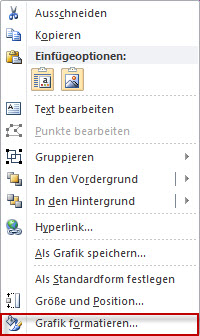 Ausschneiden
Kopieren
Einfügeoptionen:
a
Text bearbeiten
Punkte bearbeiten
Gruppieren
In den Vordergrund
In den Hintergrund
Hyperlink...
Als Grafik speichern...
Als Standardform festlegen
Größe und Position...
Grafik formatieren...